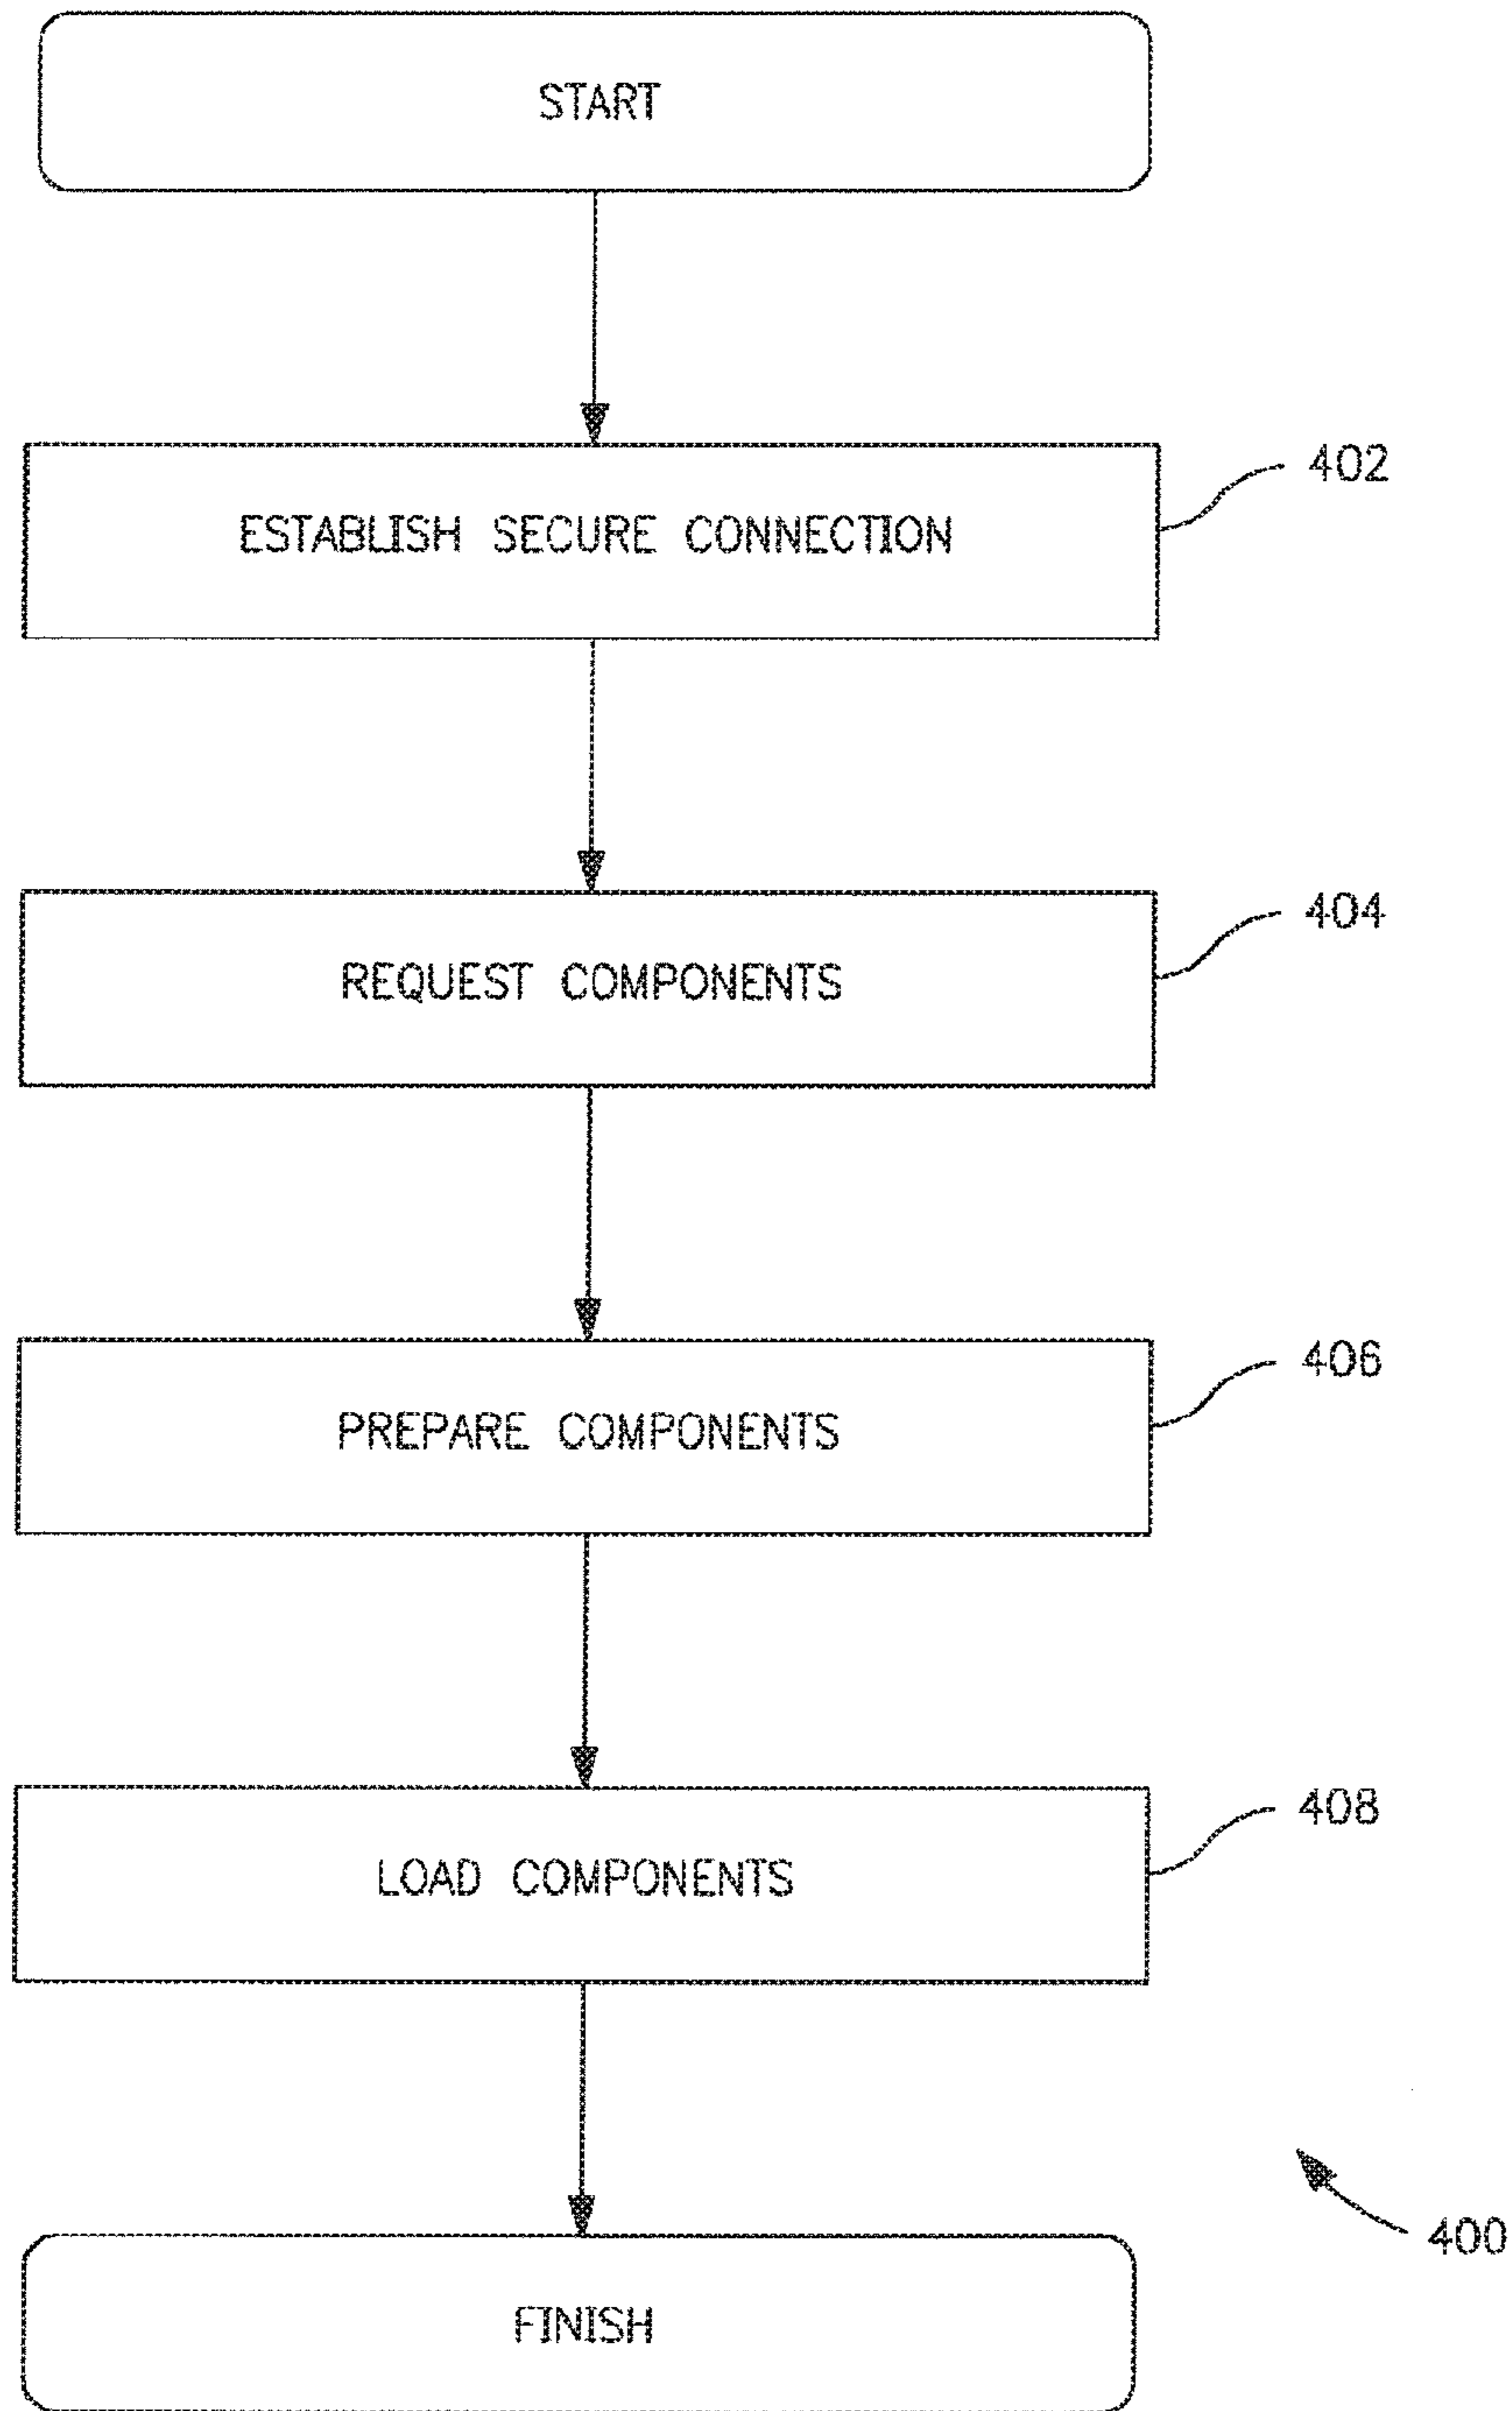 START
ESTABLISH SECURE CONNECTION
402
REQUEST COMPONENTS
404
PREPARE COMPONENTS
406
LOAD COMPONENTS
408
400
FINISH